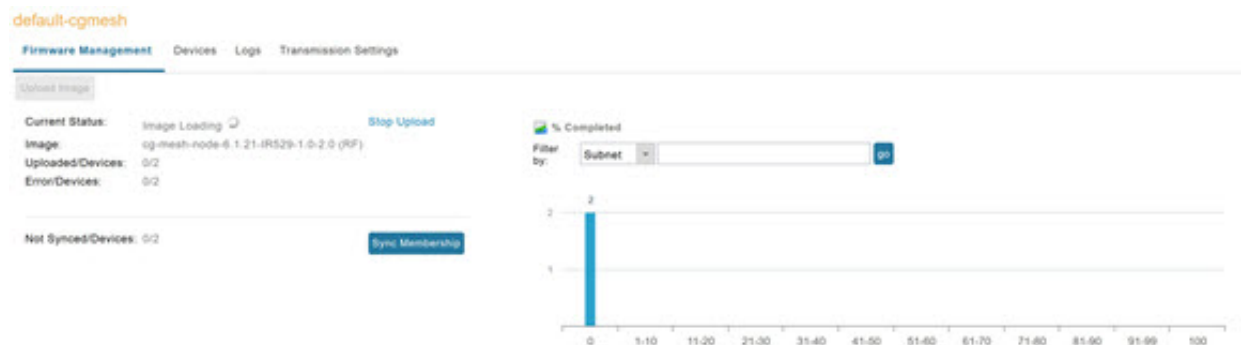 default-cgmesh
Firmware Management Devices Logs Transmission Settings
Upload Image
Current Status: Image Loading Stop Upload
Image: cg-mesh-node-6.1.21-IR529-1.0-2.0 (RF)
Uploaded/Devices: 0/2
Error/Devices: 0/2
Not Synced/Devices: 0/2 Sync Membership
% Completed
Filter by: Subnet go
2
2
1
0 1-10 11-20 21-30 31-40 41-50 51-60 61-70 71-80 81-90 91-99 100